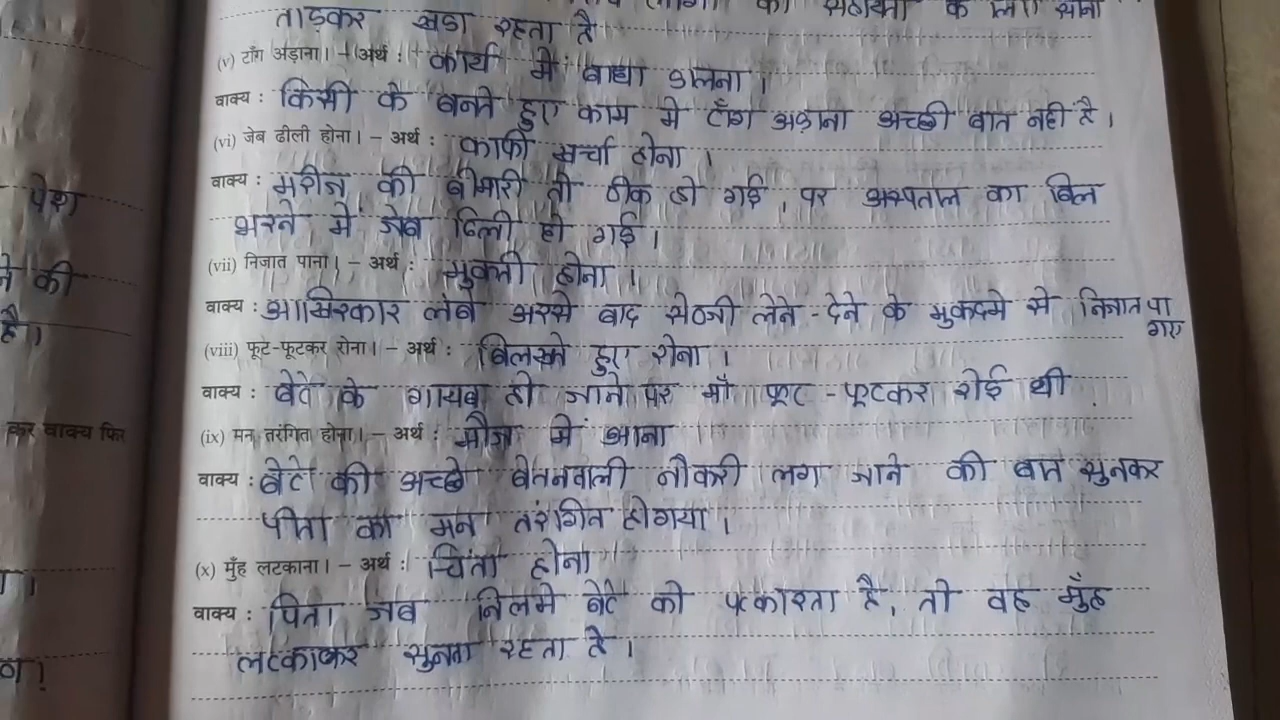 के लिए सीना
ताड़कर खडा रहता है
(v) टाँग अड़ाना। – अर्थ : कार्य में बाधा डालना।
वाक्य : किसी के बनते हुए काम मे टाँग अड़ाना अच्छी बात नही है।
(vi) जेब ढीली होना। – अर्थ : काफी खर्चा होना।
वाक्य : मरीज की बीमारी तो ठीक हो गई, पर अस्पताल का बिल
भरने में जेब ढिली हो गई।
(vii) निजात पाना। – अर्थ : मुक्ती होना।
वाक्य : आखिरकार लंबे अरसे बाद सेठजी लेने-देने के मुकदमे से निजात पा
गए
(viii) फूट-फूटकर रोना। – अर्थ : बिलखते हुए रोना।
वाक्य : बेटे के गायब हो जाने पर माँ फूट-फूटकर रोई थी.
(ix) मन तरंगित होना। – अर्थ : मौज में आना
वाक्य : बेटे की अच्छे वेतनवाली नौकरी लग जाने की बात सुनकर
पीता का मन तरंगित होगया।
(x) मुँह लटकाना। – अर्थ : चिंता होना
वाक्य : पिता जब निलमे बेटे को फटकारता है, तो वह मुँह
लटकाकर सुनता रहता है।
पेश
ने की
है।
कर वाक्य फिर